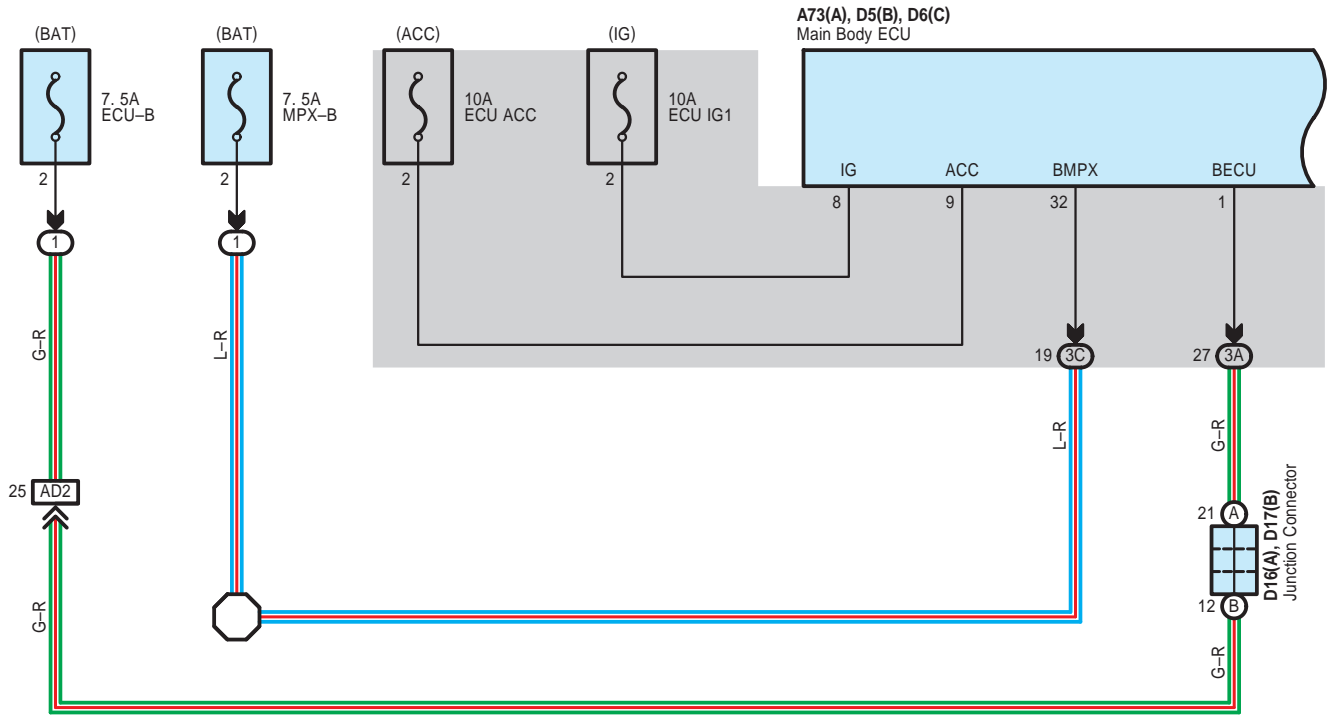 A73(A), D5(B), D6(C)
Main Body ECU
(BAT)
(BAT)
(ACC)
(IG)
7. 5A
ECU–B
7. 5A
MPX–B
10A
ECU ACC
10A
ECU IG1
IG
ACC
BMPX
BECU
2
2
2
2
8
9
32
1
1
1
G–R
L–R
19
3C
27
3A
L–R
G–R
25
AD2
21
A
D16(A), D17(B)
Junction Connector
12
B
G–R
G–R